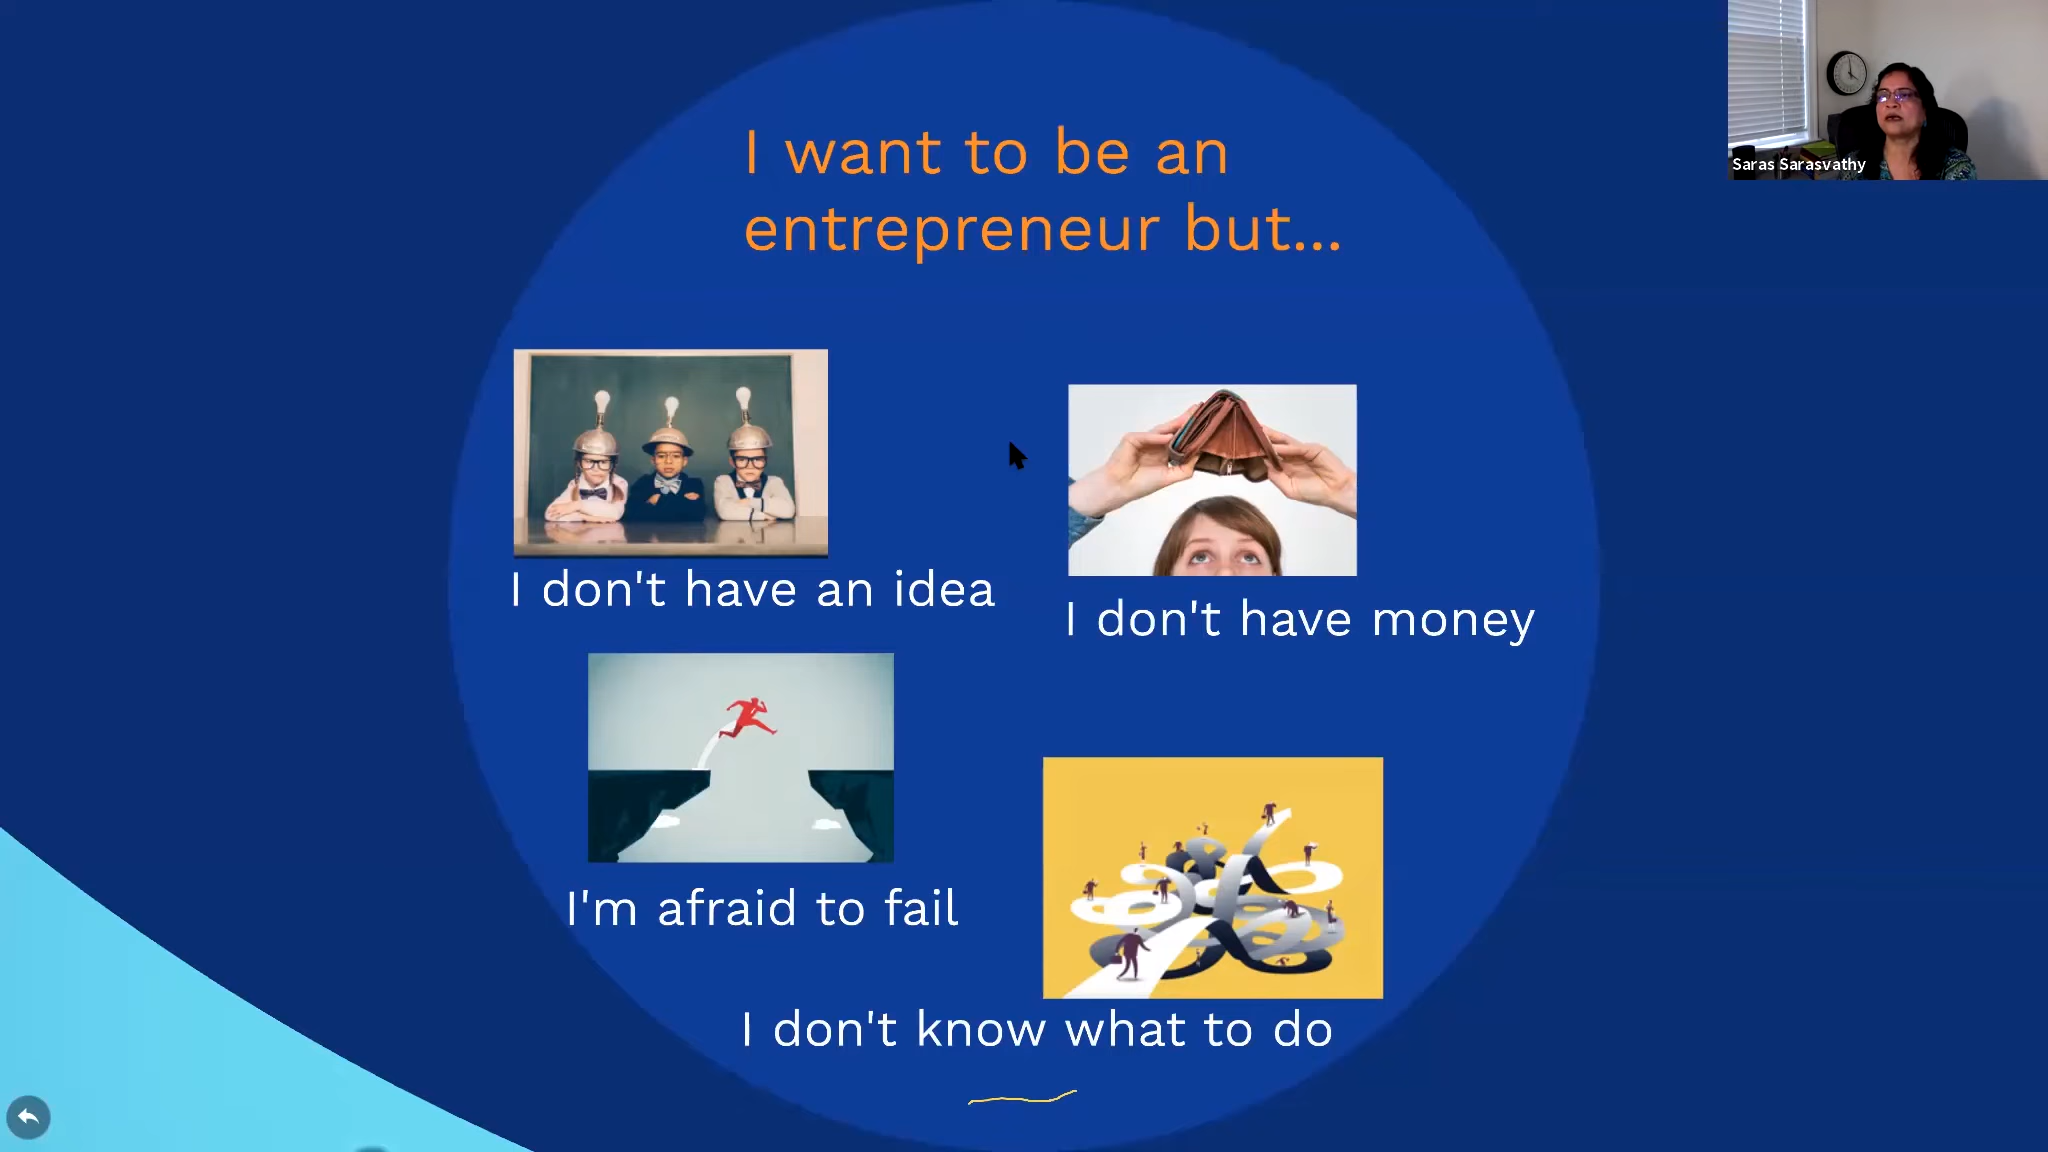 I want to be an
entrepreneur but...
Saras Sarasvathy
I don't have an idea
I don't have money
I'm afraid to fail
I don't know what to do